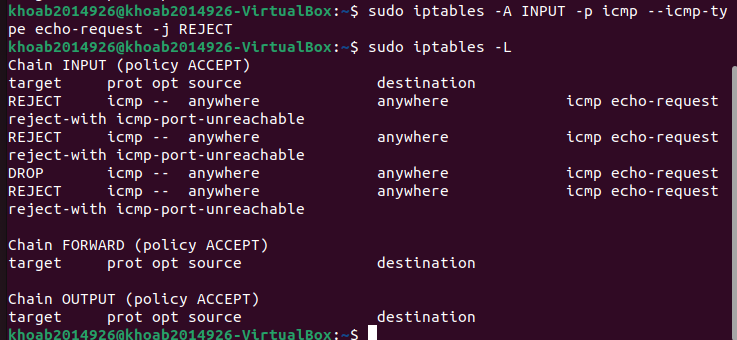 khoab2014926@khoab2014926-VirtualBox:~$ sudo iptables -A INPUT -p icmp --icmp-ty
pe echo-request -j REJECT
khoab2014926@khoab2014926-VirtualBox:~$ sudo iptables -L
Chain INPUT (policy ACCEPT)
target     prot opt source               destination
REJECT     icmp --  anywhere             anywhere             icmp echo-request
reject-with icmp-port-unreachable
REJECT     icmp --  anywhere             anywhere             icmp echo-request
reject-with icmp-port-unreachable
DROP       icmp --  anywhere             anywhere             icmp echo-request
REJECT     icmp --  anywhere             anywhere             icmp echo-request
reject-with icmp-port-unreachable

Chain FORWARD (policy ACCEPT)
target     prot opt source               destination

Chain OUTPUT (policy ACCEPT)
target     prot opt source               destination
khoab2014926@khoab2014926-VirtualBox:~$